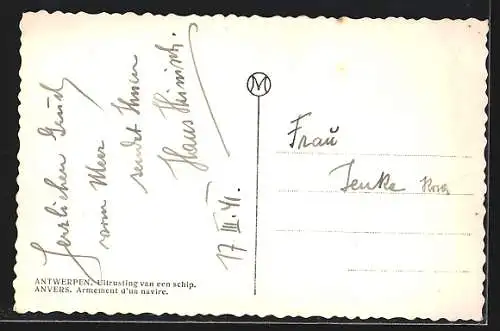 Herzlichen Gruß
vom Meer
sendet Ihnen
Hans
17.III.41.
M
Frau
Jenke
ANTWERPEN. Uitrusting van een schip.
ANVERS. Armement d'un navire.